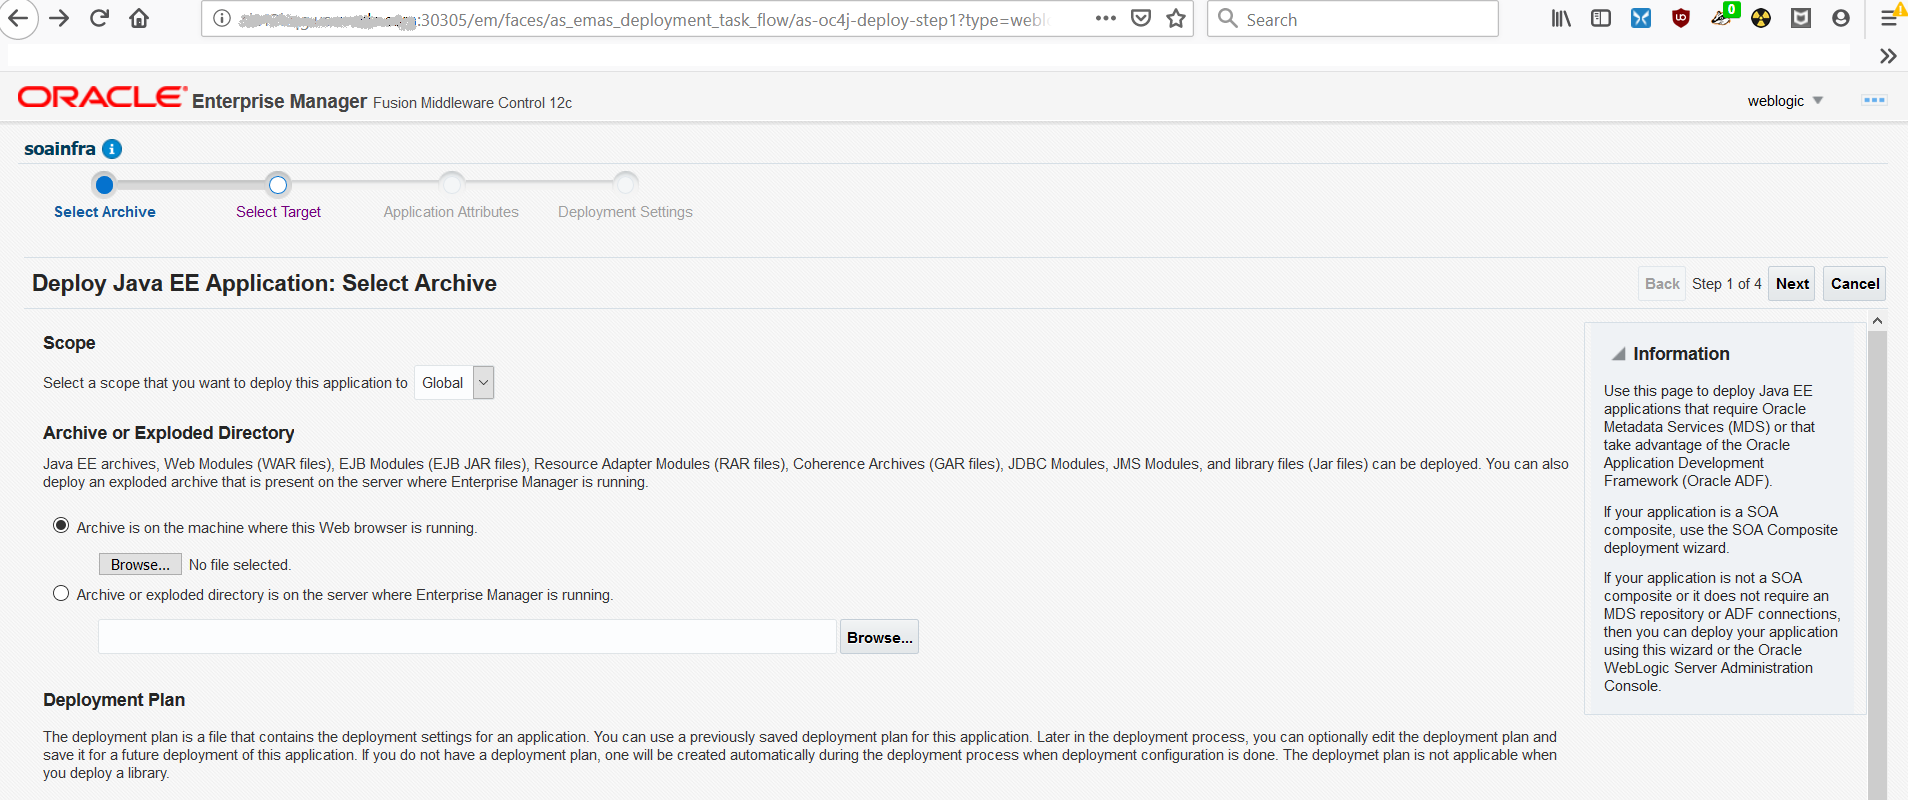 :30305/em/faces/as_emas_deployment_task_flow/as-oc4j-deploy-step1?type=weblo
Search
0
ORACLE Enterprise Manager Fusion Middleware Control 12c
weblogic
soainfra
Select Archive
Select Target
Application Attributes
Deployment Settings
Deploy Java EE Application: Select Archive
Back Step 1 of 4 Next Cancel
Scope
Select a scope that you want to deploy this application to Global
Archive or Exploded Directory
Java EE archives, Web Modules (WAR files), EJB Modules (EJB JAR files), Resource Adapter Modules (RAR files), Coherence Archives (GAR files), JDBC Modules, JMS Modules, and library files (Jar files) can be deployed. You can also
deploy an exploded archive that is present on the server where Enterprise Manager is running.
Archive is on the machine where this Web browser is running.
Browse... No file selected.
Archive or exploded directory is on the server where Enterprise Manager is running.
Browse...
Deployment Plan
The deployment plan is a file that contains the deployment settings for an application. You can use a previously saved deployment plan for this application. Later in the deployment process, you can optionally edit the deployment plan and
save it for a future deployment of this application. If you do not have a deployment plan, one will be created automatically during the deployment process when deployment configuration is done. The deploymet plan is not applicable when
you deploy a library.
Information
Use this page to deploy Java EE
applications that require Oracle
Metadata Services (MDS) or that
take advantage of the Oracle
Application Development
Framework (Oracle ADF).
If your application is a SOA
composite, use the SOA Composite
deployment wizard.
If your application is not a SOA
composite or it does not require an
MDS repository or ADF connections,
then you can deploy your application
using this wizard or the Oracle
WebLogic Server Administration
Console.